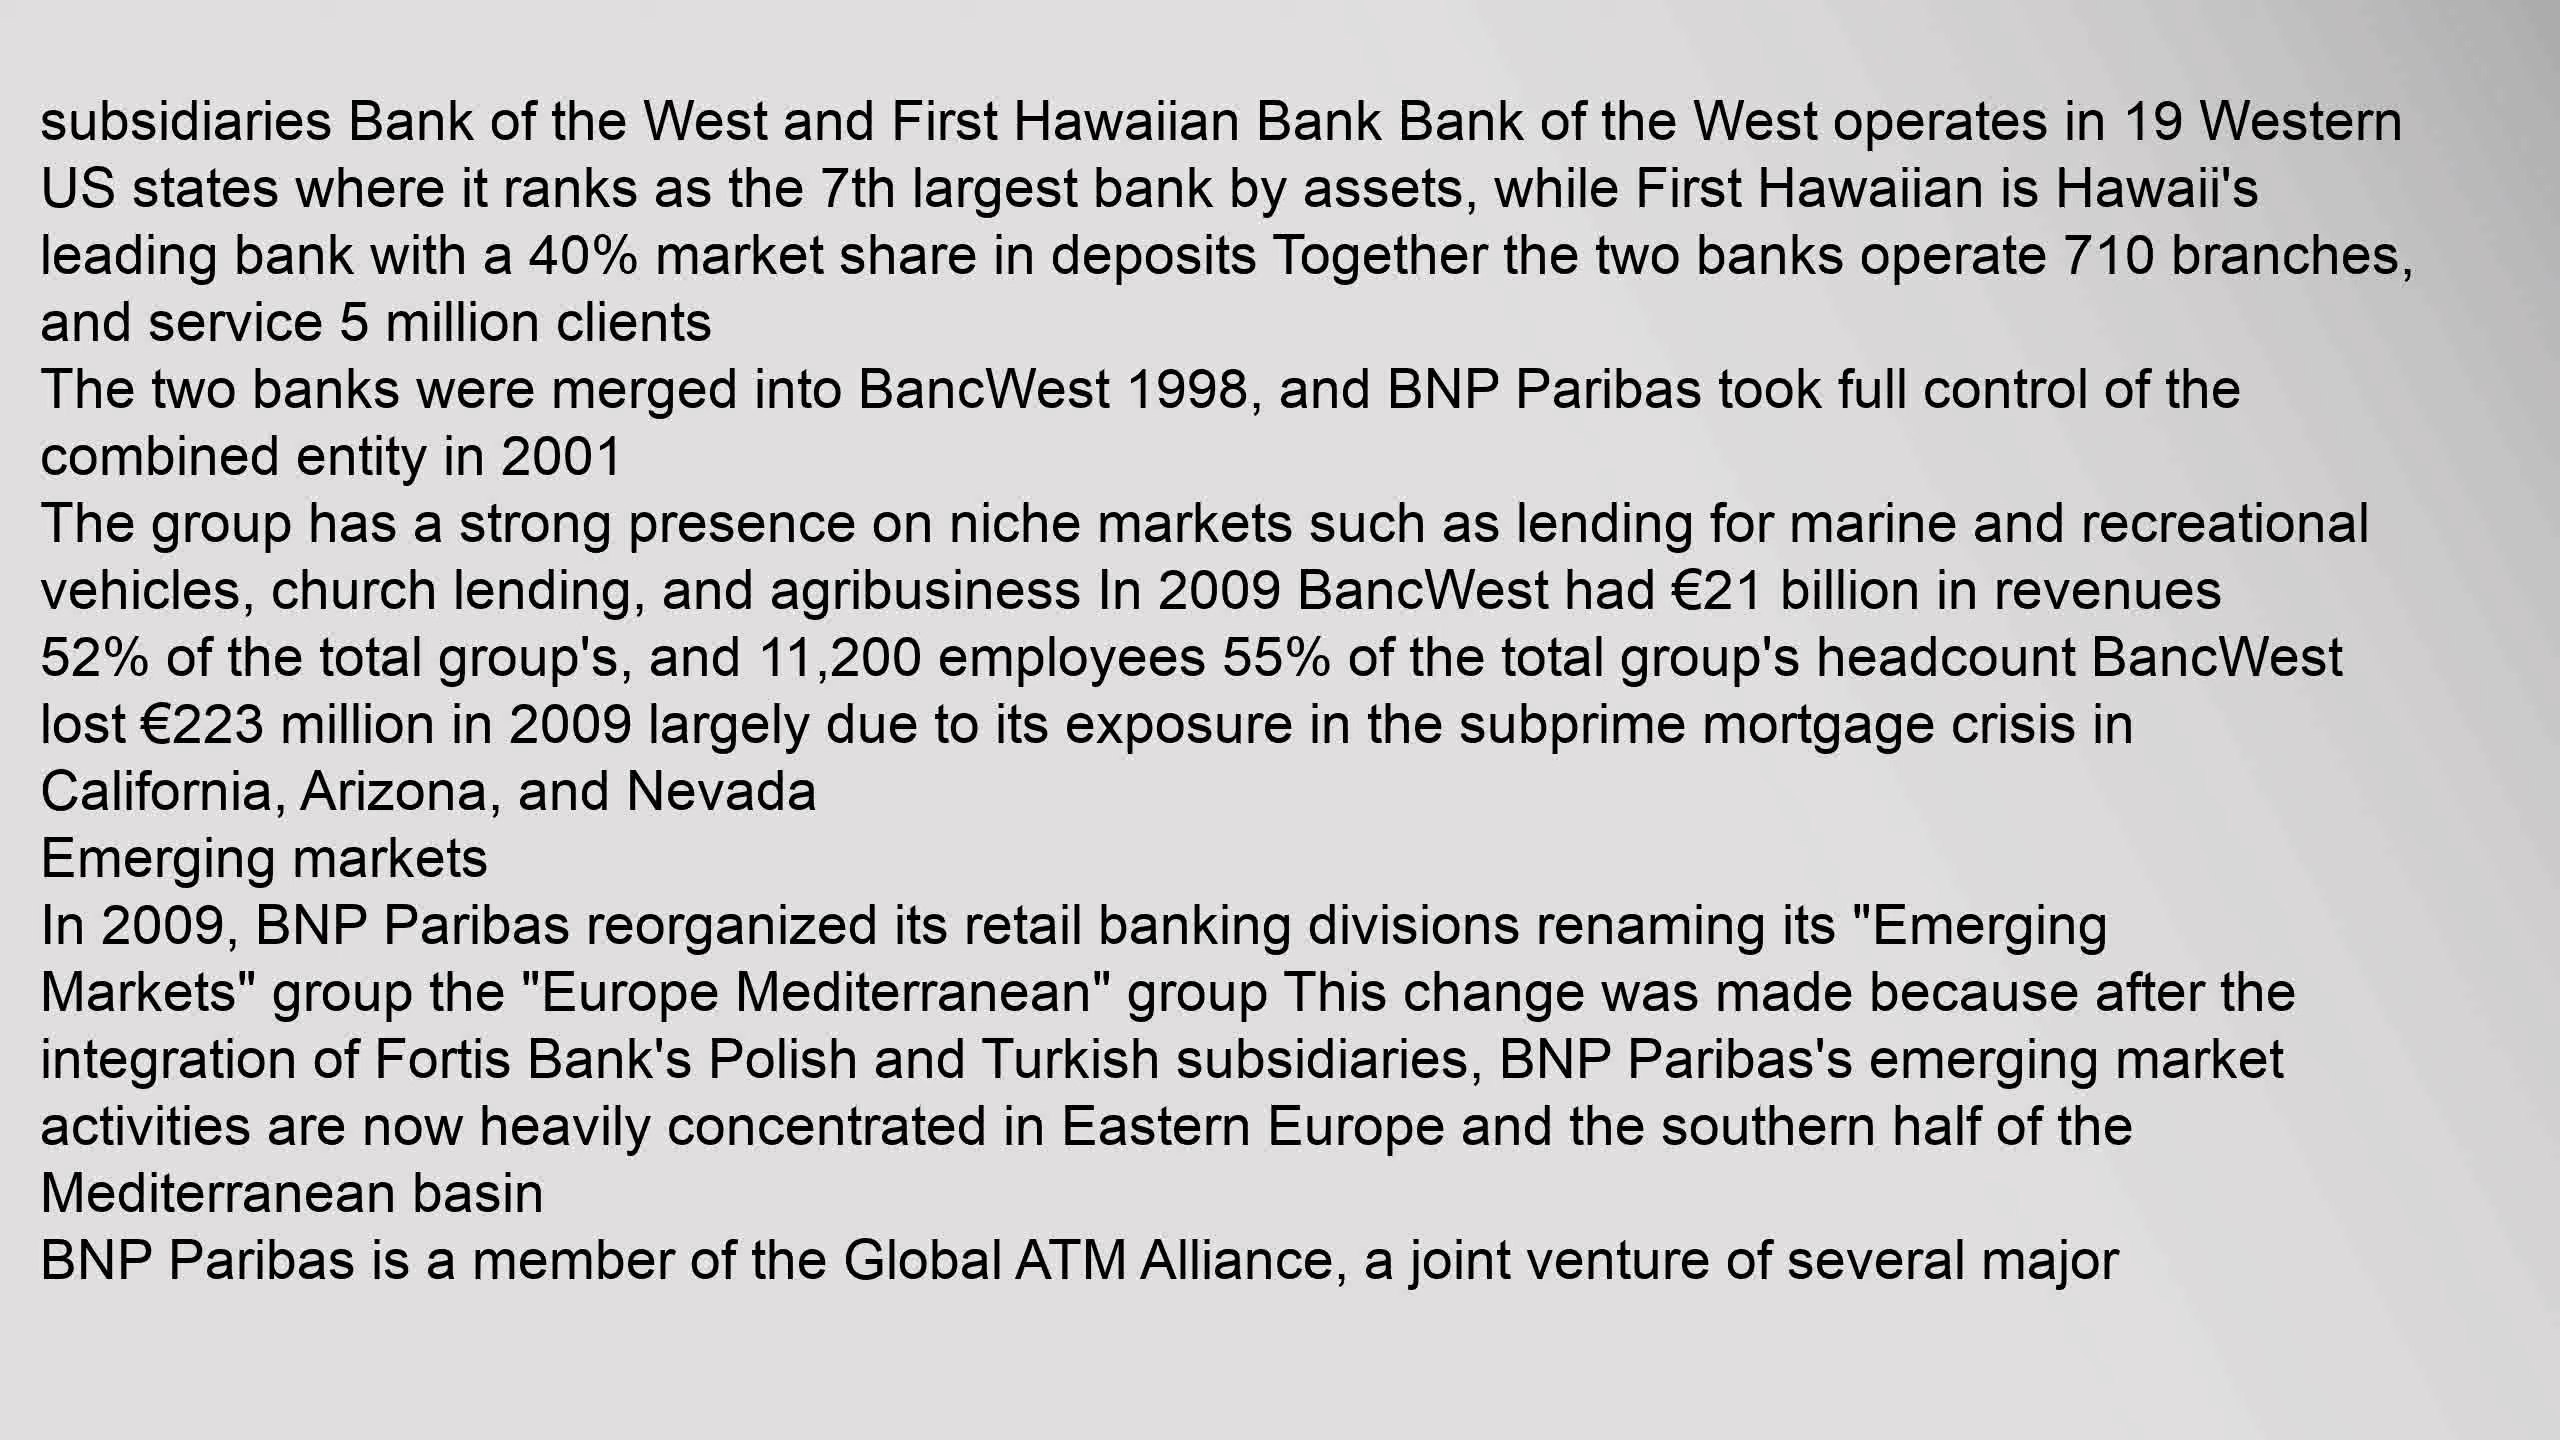 subsidiaries Bank of the West and First Hawaiian Bank Bank of the West operates in 19 Western
US states where it ranks as the 7th largest bank by assets, while First Hawaiian is Hawaii's
leading bank with a 40% market share in deposits Together the two banks operate 710 branches,
and service 5 million clients
The two banks were merged into BancWest 1998, and BNP Paribas took full control of the
combined entity in 2001
The group has a strong presence on niche markets such as lending for marine and recreational
vehicles, church lending, and agribusiness In 2009 BancWest had €21 billion in revenues
52% of the total group's, and 11,200 employees 55% of the total group's headcount BancWest
lost €223 million in 2009 largely due to its exposure in the subprime mortgage crisis in
California, Arizona, and Nevada
Emerging markets
In 2009, BNP Paribas reorganized its retail banking divisions renaming its "Emerging
Markets" group the "Europe Mediterranean" group This change was made because after the
integration of Fortis Bank's Polish and Turkish subsidiaries, BNP Paribas's emerging market
activities are now heavily concentrated in Eastern Europe and the southern half of the
Mediterranean basin
BNP Paribas is a member of the Global ATM Alliance, a joint venture of several major